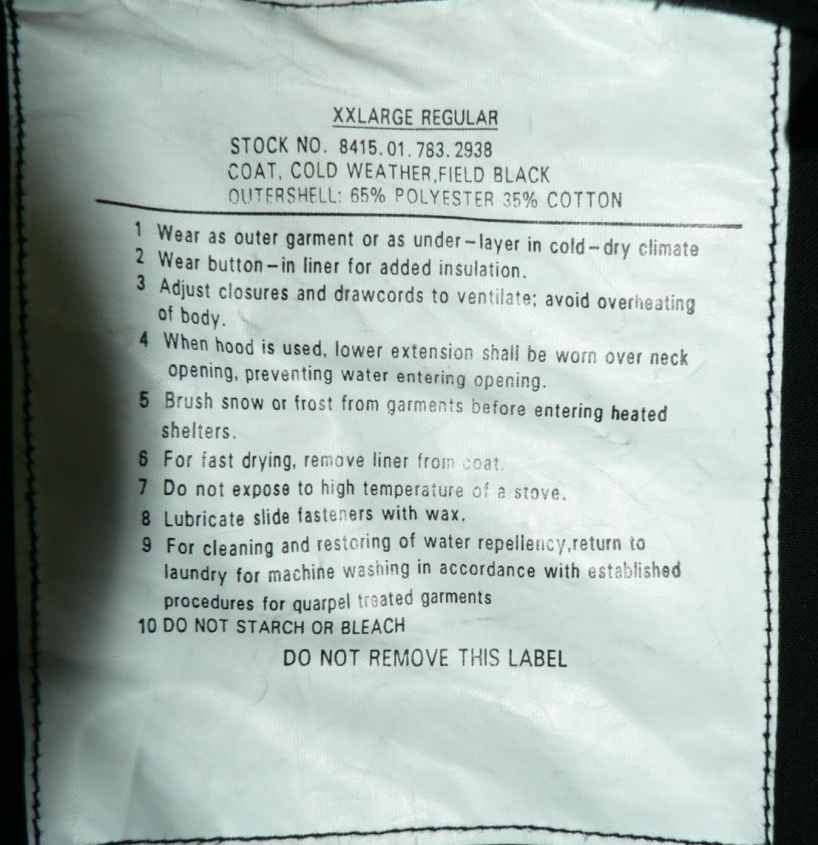 XXLARGE REGULAR
STOCK NO. 8415.01.783.2938
COAT, COLD WEATHER,FIELD BLACK
OUTERSHELL: 65% POLYESTER 35% COTTON
1 Wear as outer garment or as under-layer in cold-dry climate
2 Wear button-in liner for added insulation.
3 Adjust closures and drawcords to ventilate; avoid overheating
of body.
4 When hood is used, lower extension shall be worn over neck
opening, preventing water entering opening.
5 Brush snow or frost from garments before entering heated
shelters.
6 For fast drying, remove liner from coat.
7 Do not expose to high temperature of a stove.
8 Lubricate slide fasteners with wax.
9 For cleaning and restoring of water repellency,return to
laundry for machine washing in accordance with established
procedures for quarpel treated garments
10 DO NOT STARCH OR BLEACH
DO NOT REMOVE THIS LABEL